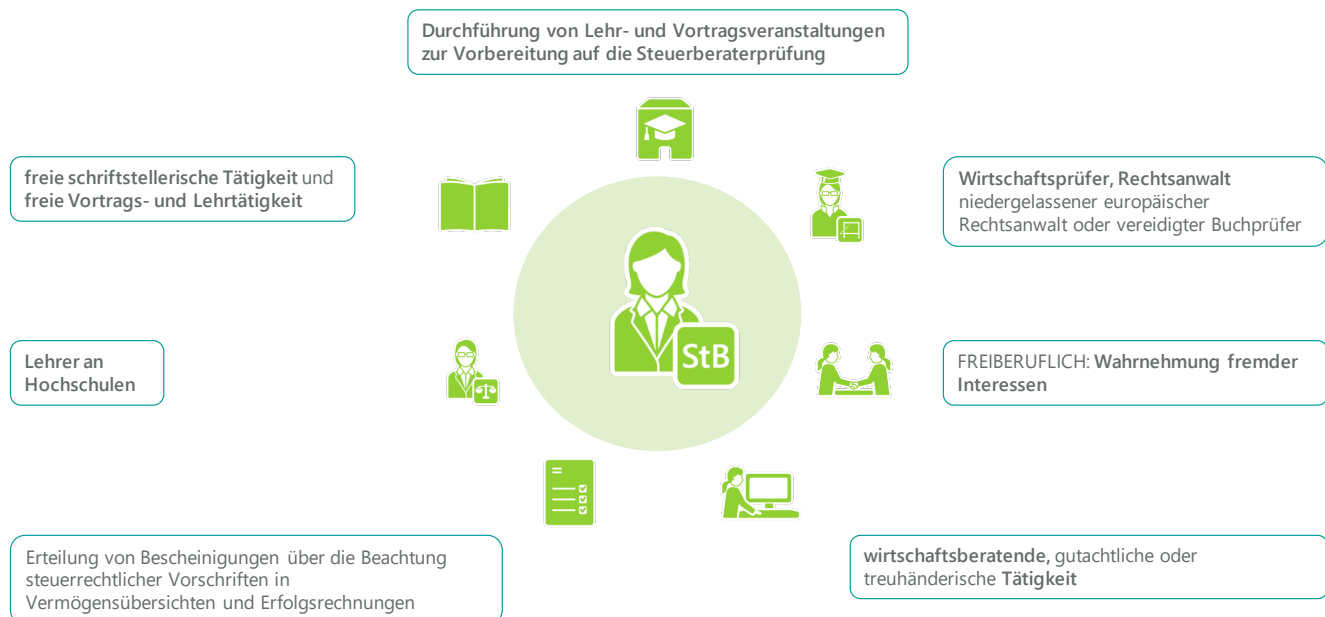 Durchführung von Lehr- und Vortragsveranstaltungen
zur Vorbereitung auf die Steuerberaterprüfung
freie schriftstellerische Tätigkeit und
freie Vortrags- und Lehrtätigkeit
Wirtschaftsprüfer, Rechtsanwalt
niedergelassener europäischer
Rechtsanwalt oder vereidigter Buchprüfer
StB
Lehrer an
Hochschulen
FREIBERUFLICH: Wahrnehmung fremder
Interessen
Erteilung von Bescheinigungen über die Beachtung
steuerrechtlicher Vorschriften in
Vermögensübersichten und Erfolgsrechnungen
wirtschaftsberatende, gutachtliche oder
treuhänderische Tätigkeit